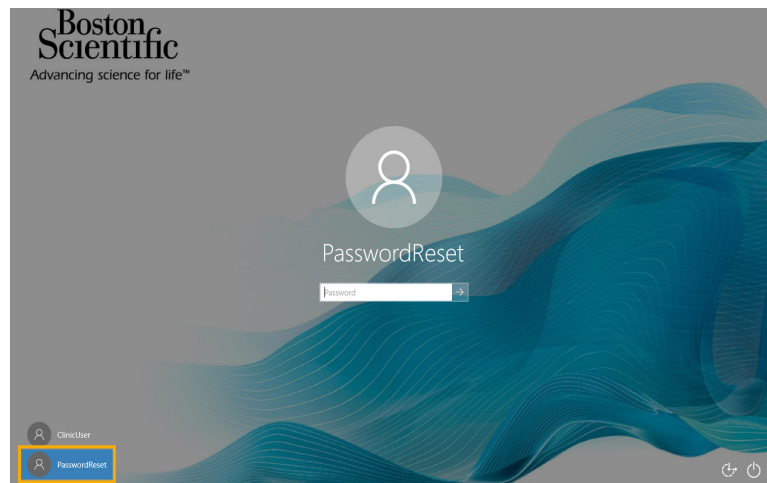 Boston
Scientific
Advancing science for life™
PasswordReset
Password
ClinicUser
PasswordReset